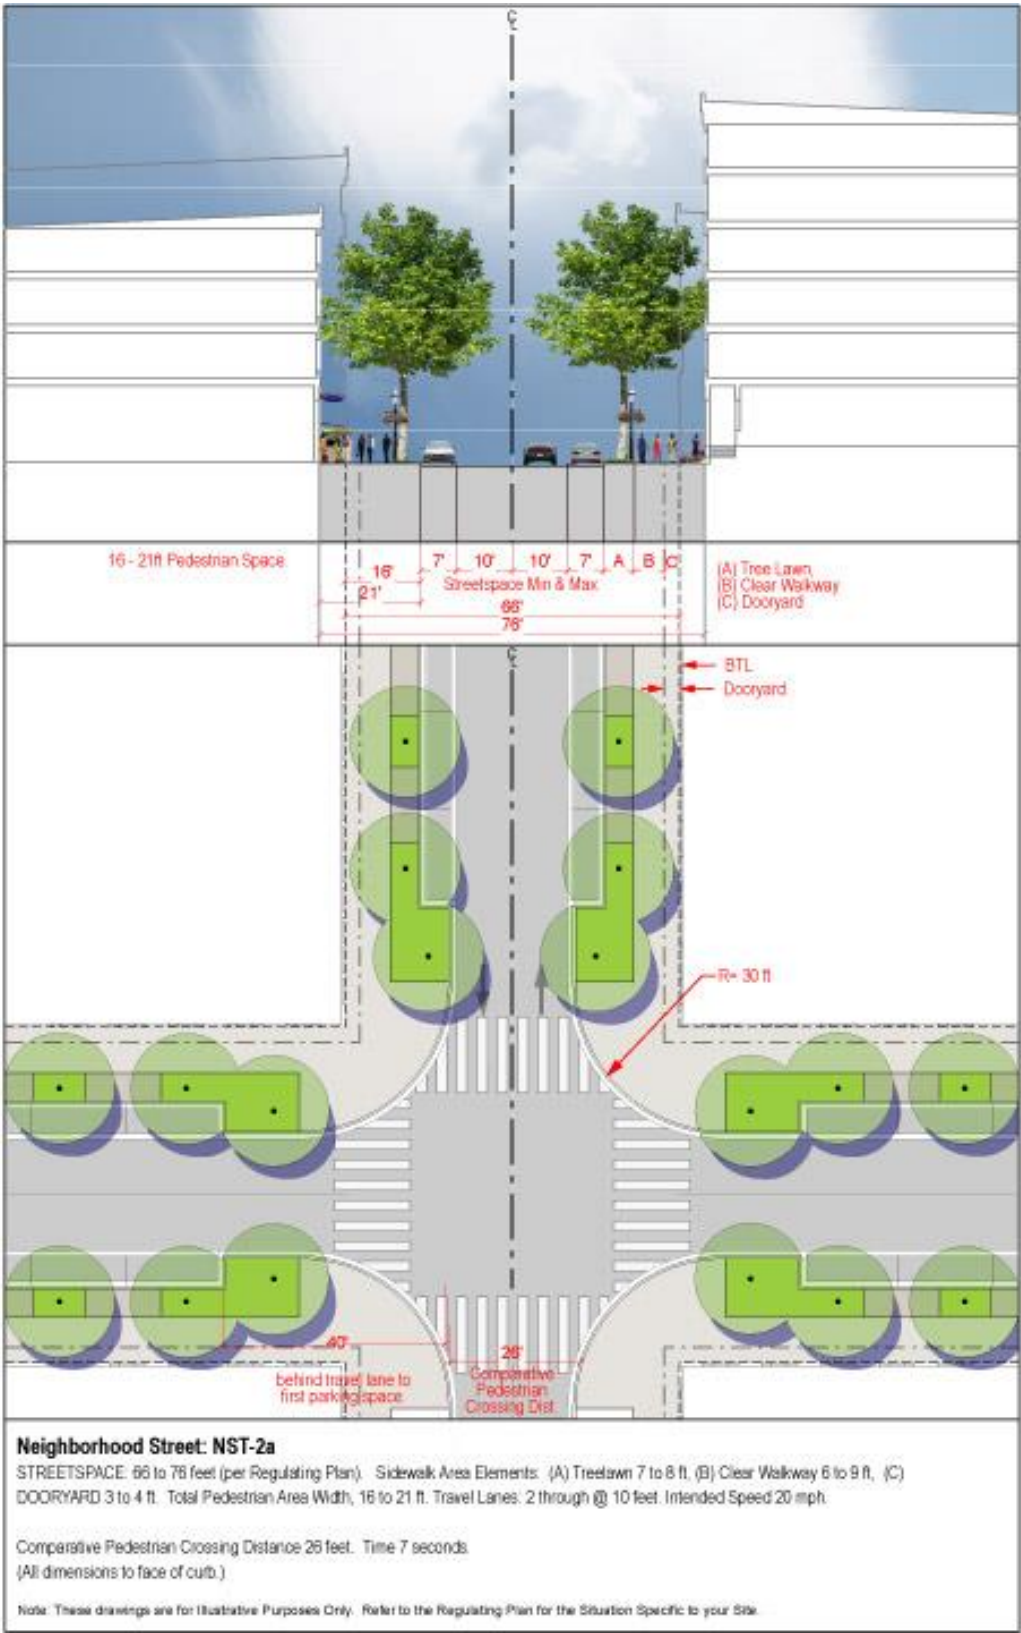 CL
16 - 21ft Pedestrian Space
16'
21'
7' 10' 10' 7' A B C
Streetspace Min & Max
66'
76'
(A) Tree Lawn
(B) Clear Walkway
(C) Dooryard
CL
BTL
Dooryard
R= 30 ft
40'
behind travel lane to
first parking space
26'
Comparative
Pedestrian
Crossing Dist.
Neighborhood Street: NST-2a
STREETSPACE: 66 to 76 feet (per Regulating Plan). Sidewalk Area Elements: (A) Treelawn 7 to 8 ft, (B) Clear Walkway 6 to 9 ft, (C)
DOORYARD 3 to 4 ft. Total Pedestrian Area Width, 16 to 21 ft. Travel Lanes: 2 through @ 10 feet. Intended Speed 20 mph.
Comparative Pedestrian Crossing Distance 26 feet. Time 7 seconds.
(All dimensions to face of curb.)
Note: These drawings are for Illustrative Purposes Only. Refer to the Regulating Plan for the Situation Specific to your Site.